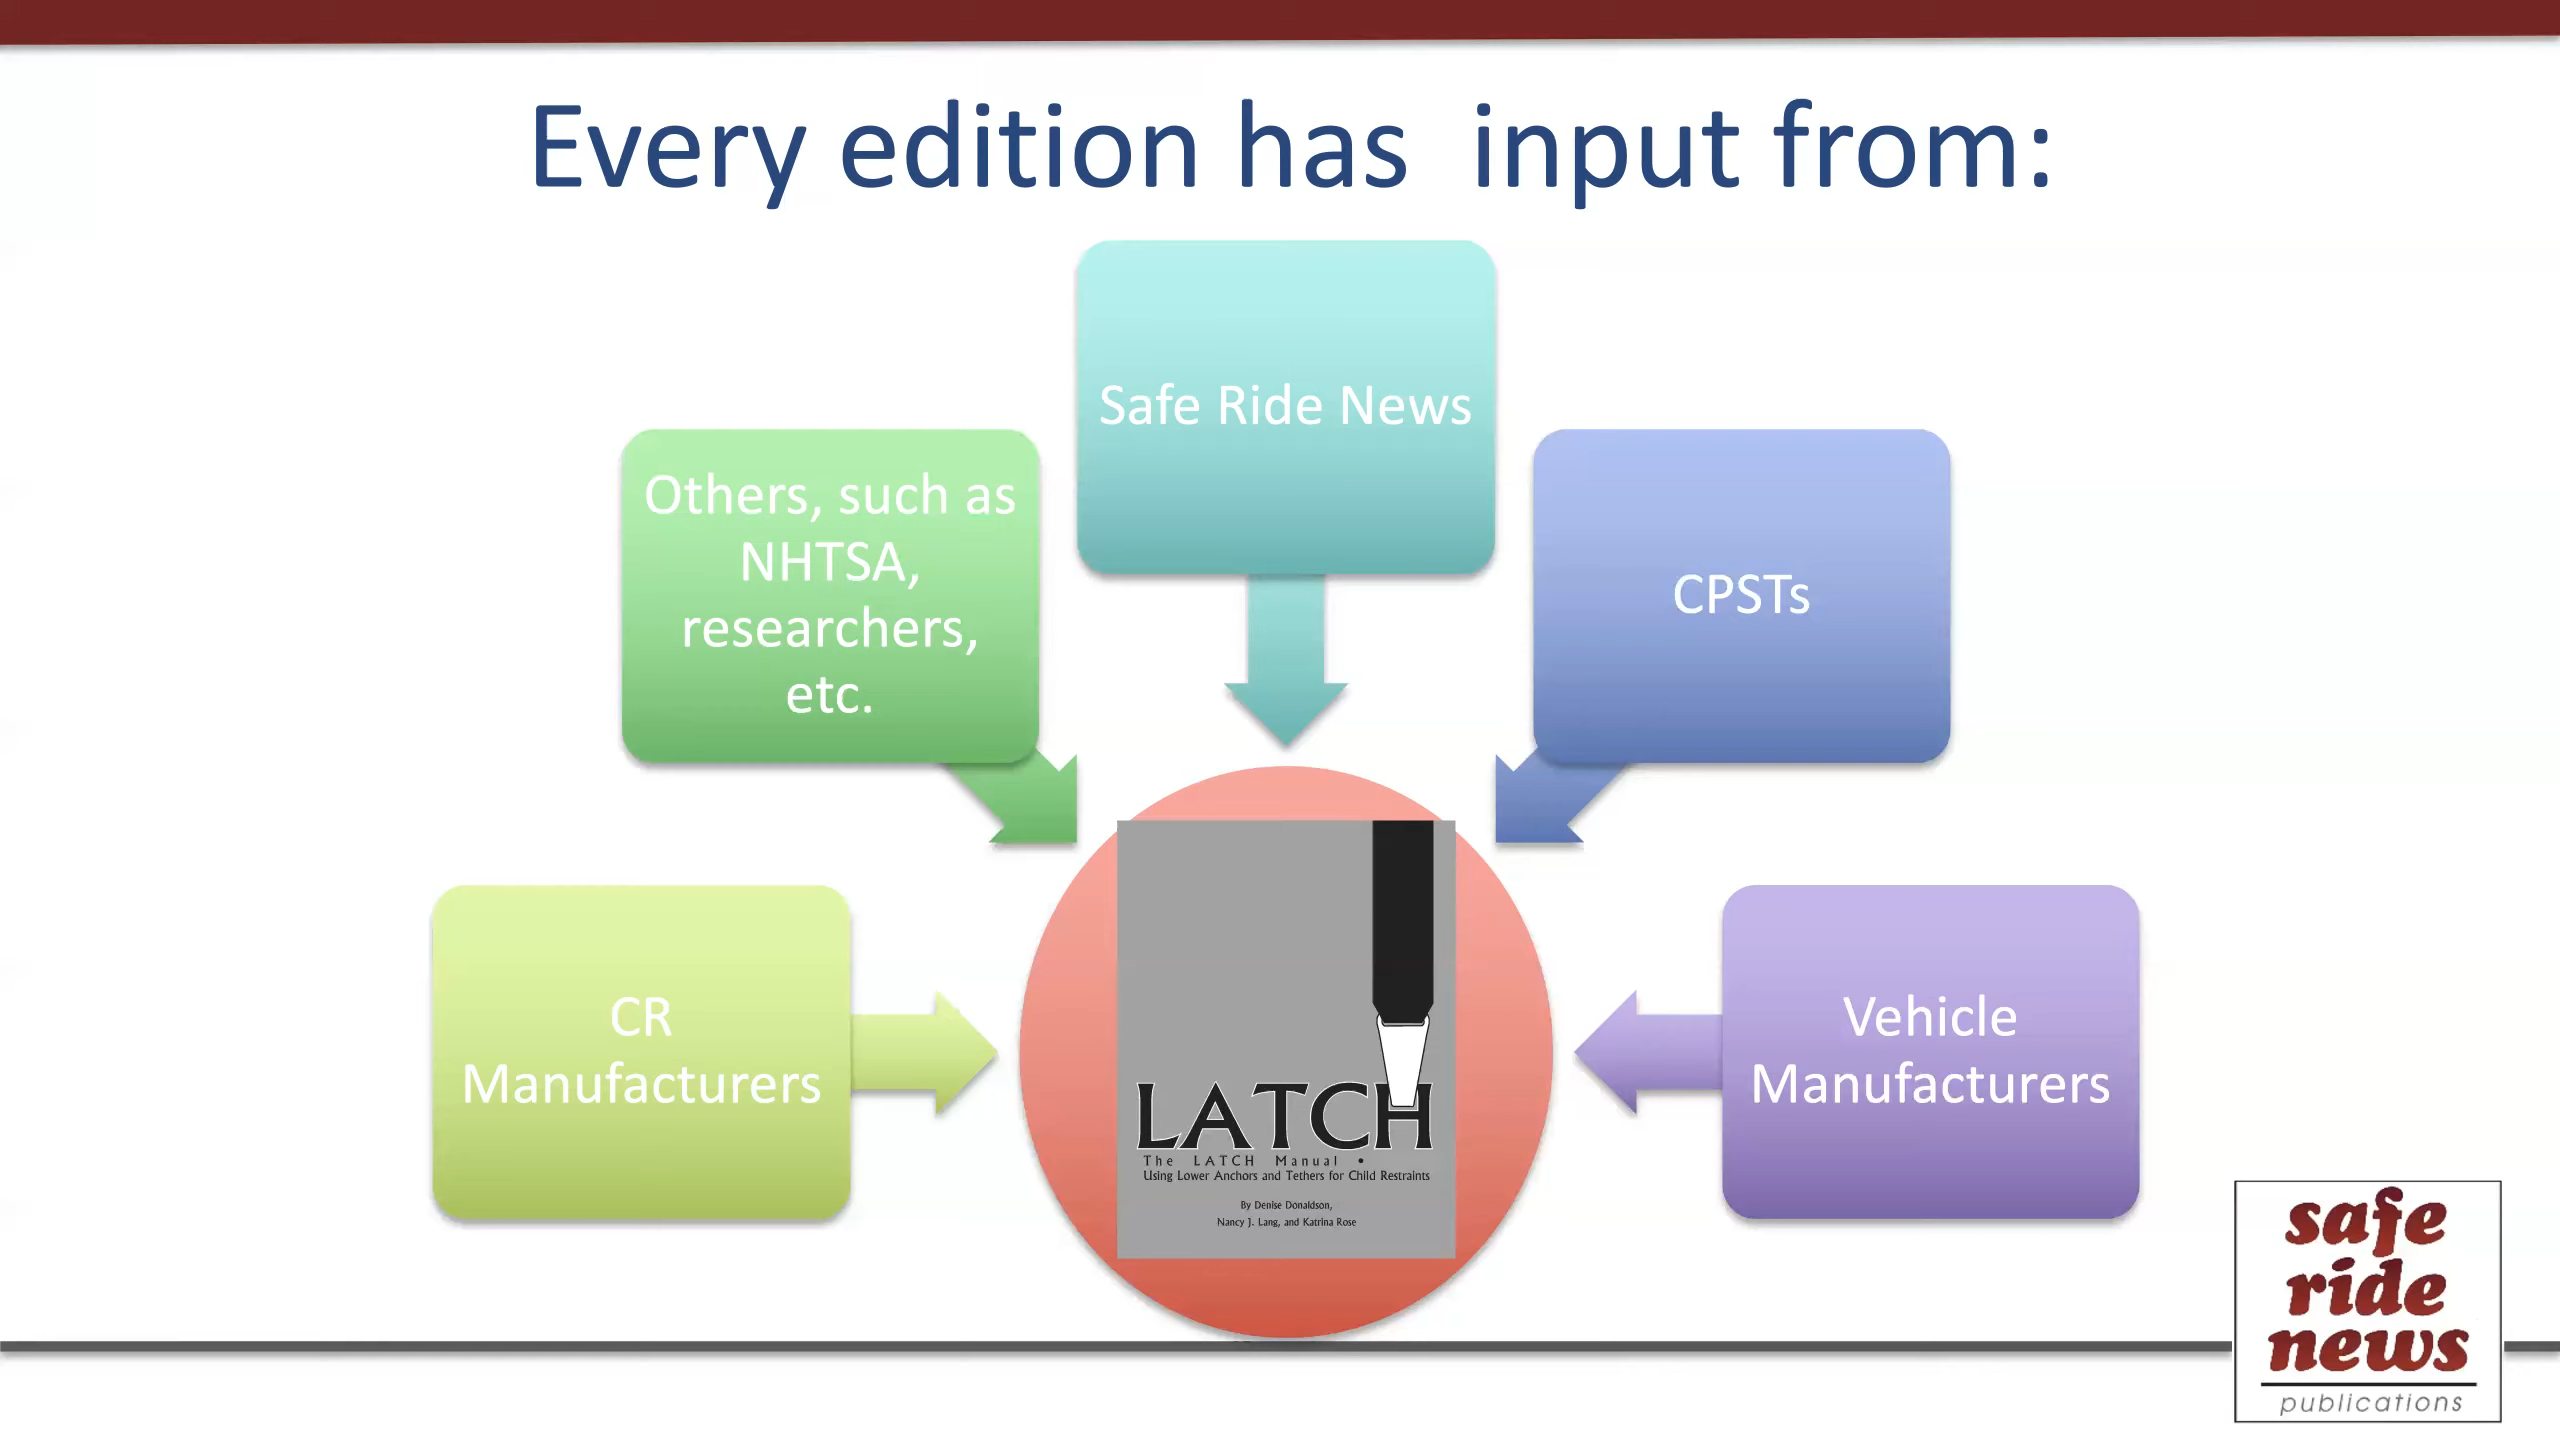 Every edition has  input from:
Safe Ride News
Others, such as
NHTSA,
researchers,
etc.
CPSTs
CR
Manufacturers
Vehicle
Manufacturers
LATCH
The LATCH Manual •
Using Lower Anchors and Tethers for Child Restraints
By Denise Donaldson,
Nancy J. Lang, and Katrina Rose
safe
ride
news
publications